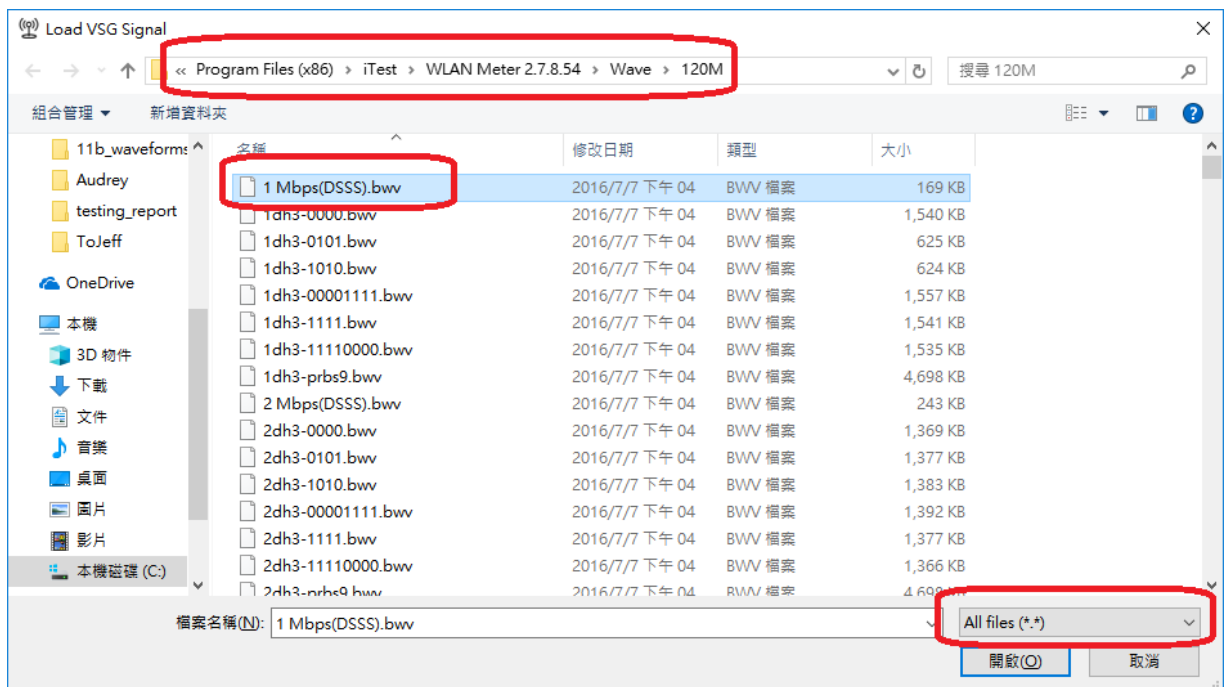 Load VSG Signal
« Program Files (x86) › iTest › WLAN Meter 2.7.8.54 › Wave › 120M
搜尋 120M
組合管理 新增資料夾
11b_waveforms
Audrey
testing_report
ToJeff
OneDrive
本機
3D 物件
下載
文件
音樂
桌面
圖片
影片
本機磁碟 (C:)
名稱 修改日期 類型 大小
1 Mbps(DSSS).bwv 2016/7/7 下午 04 BWV 檔案 169 KB
1dh3-0000.bwv 2016/7/7 下午 04 BWV 檔案 1,540 KB
1dh3-0101.bwv 2016/7/7 下午 04 BWV 檔案 625 KB
1dh3-1010.bwv 2016/7/7 下午 04 BWV 檔案 624 KB
1dh3-00001111.bwv 2016/7/7 下午 04 BWV 檔案 1,557 KB
1dh3-1111.bwv 2016/7/7 下午 04 BWV 檔案 1,541 KB
1dh3-11110000.bwv 2016/7/7 下午 04 BWV 檔案 1,535 KB
1dh3-prbs9.bwv 2016/7/7 下午 04 BWV 檔案 4,698 KB
2 Mbps(DSSS).bwv 2016/7/7 下午 04 BWV 檔案 243 KB
2dh3-0000.bwv 2016/7/7 下午 04 BWV 檔案 1,369 KB
2dh3-0101.bwv 2016/7/7 下午 04 BWV 檔案 1,377 KB
2dh3-1010.bwv 2016/7/7 下午 04 BWV 檔案 1,383 KB
2dh3-00001111.bwv 2016/7/7 下午 04 BWV 檔案 1,392 KB
2dh3-1111.bwv 2016/7/7 下午 04 BWV 檔案 1,377 KB
2dh3-11110000.bwv 2016/7/7 下午 04 BWV 檔案 1,366 KB
2dh3-prbs9.bwv 2016/7/7 下午 04 BWV 檔案 4,698
檔案名稱(N): 1 Mbps(DSSS).bwv All files (*.*)
開啟(O) 取消